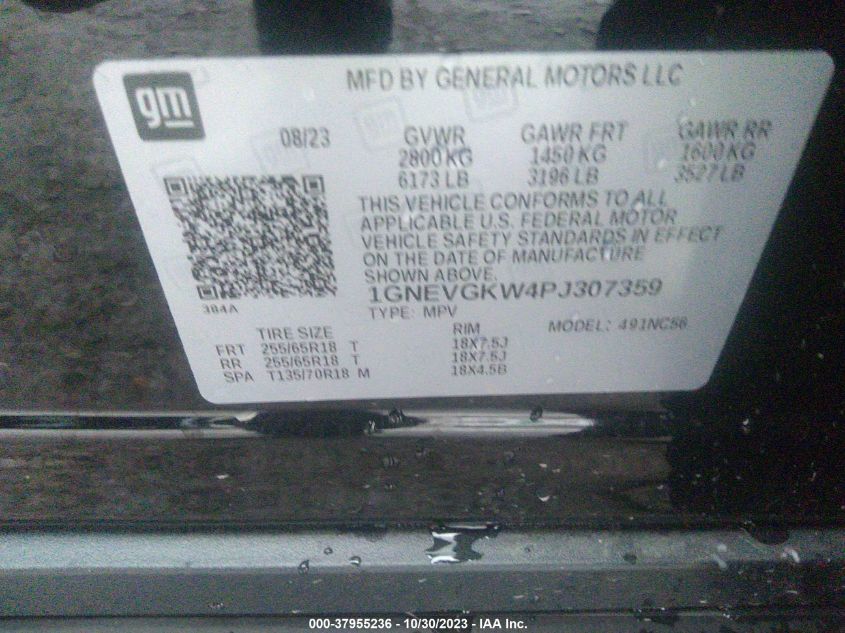 gm
MFD BY GENERAL MOTORS LLC
08/23 GVWR GAWR FRT GAWR RR
2800 KG 1450 KG 1600 KG
6173 LB 3196 LB 3527 LB
THIS VEHICLE CONFORMS TO ALL
APPLICABLE U.S. FEDERAL MOTOR
VEHICLE SAFETY STANDARDS IN EFFECT
ON THE DATE OF MANUFACTURE
SHOWN ABOVE.
384A
1GNEVGKW4PJ307359
TYPE: MPV MODEL: 491NC56
TIRE SIZE RIM
FRT 255/65R18 T 18X7.5J
RR 255/65R18 T 18X7.5J
SPA T135/70R18 M 18X4.5B
000-37955236 - 10/30/2023 - IAA Inc.